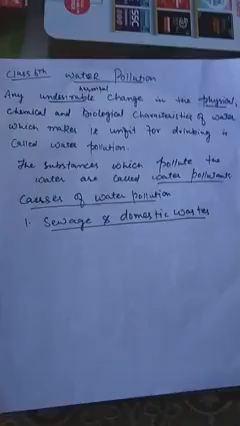 Class 6th Water Pollution
Any undesirable change in the physical,
chemical and biological characteristics of water
which makes it unfit for drinking is
called water pollution.
The substances which pollute the
water are called water pollutants
Causes of water pollution
1. Sewage & domestic wastes